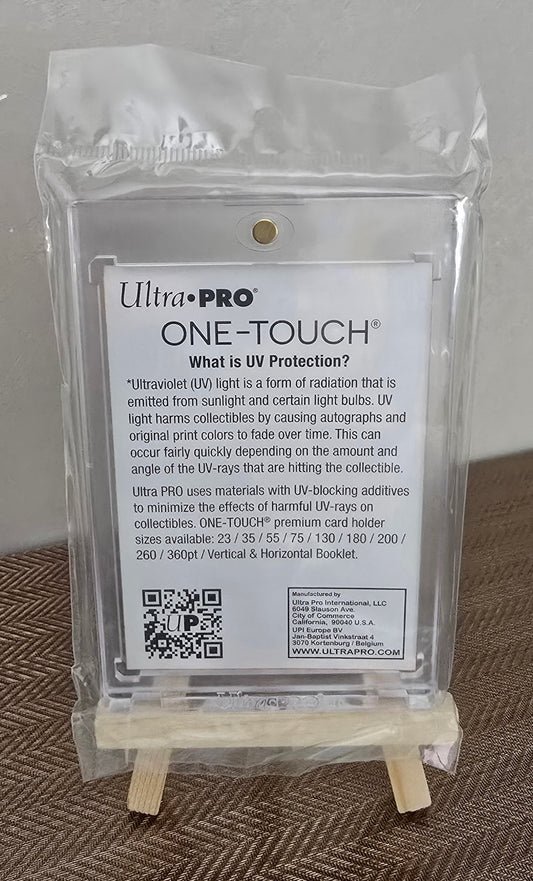 Ultra•PRO®
ONE-TOUCH®
What is UV Protection?
*Ultraviolet (UV) light is a form of radiation that is
emitted from sunlight and certain light bulbs. UV
light harms collectibles by causing autographs and
original print colors to fade over time. This can
occur fairly quickly depending on the amount and
angle of the UV-rays that are hitting the collectible.
Ultra PRO uses materials with UV-blocking additives
to minimize the effects of harmful UV-rays on
collectibles. ONE-TOUCH® premium card holder
sizes available: 23 / 35 / 55 / 75 / 130 / 180 / 200 /
260 / 360pt / Vertical & Horizontal Booklet.
UP
Manufactured by
Ultra Pro International, LLC
6049 Slauson Ave.
City of Commerce
California, 90040 U.S.A.
UPI Europe BV
Jan-Baptist Vinkstraat 4
3070 Kortenburg / Belgium
WWW.ULTRAPRO.COM
Ultra•PRO